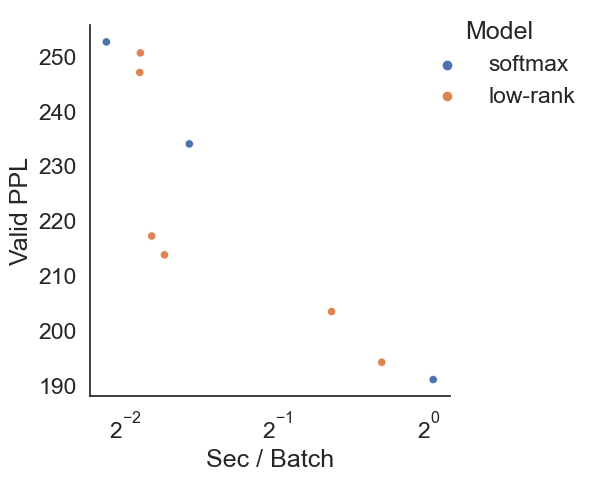 Model
softmax
low-rank
Valid PPL
250
240
230
220
210
200
190
2^-2
2^-1
2^0
Sec / Batch